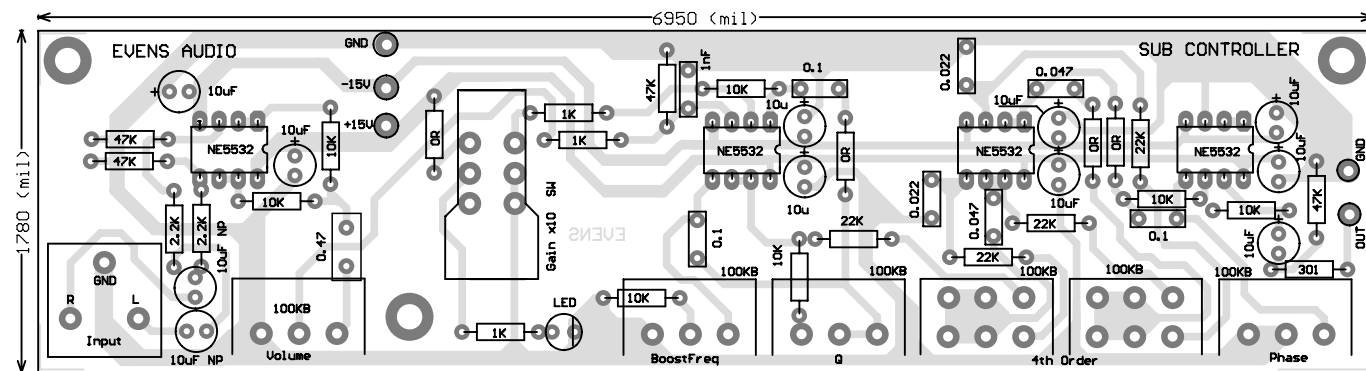 6950 (mil)
1780 (mil)
EVENS AUDIO
SUB CONTROLLER
GND
-15V
+15V
10uF
47K
47K
NE5532
10uF
10K
10K
2.2K
2.2K
10uF NP
0.47
GND
R
L
Input
10uF NP
100KB
Volume
0R
SW
Gain x10
1K
1K
EVENS
1K
LED
47K
1nF
10K
0.1
10u
NE5532
0R
10u
0.1
22K
10K
10K
100KB
BoostFreq
100KB
Q
0.022
0.047
10uF
NE5532
0R
0R
22K
0.022
0.047
10uF
22K
22K
100KB
100KB
4th Order
NE5532
10uF
10uF
GND
OUT
47K
10K
0.1
10K
10uF
301
100KB
Phase